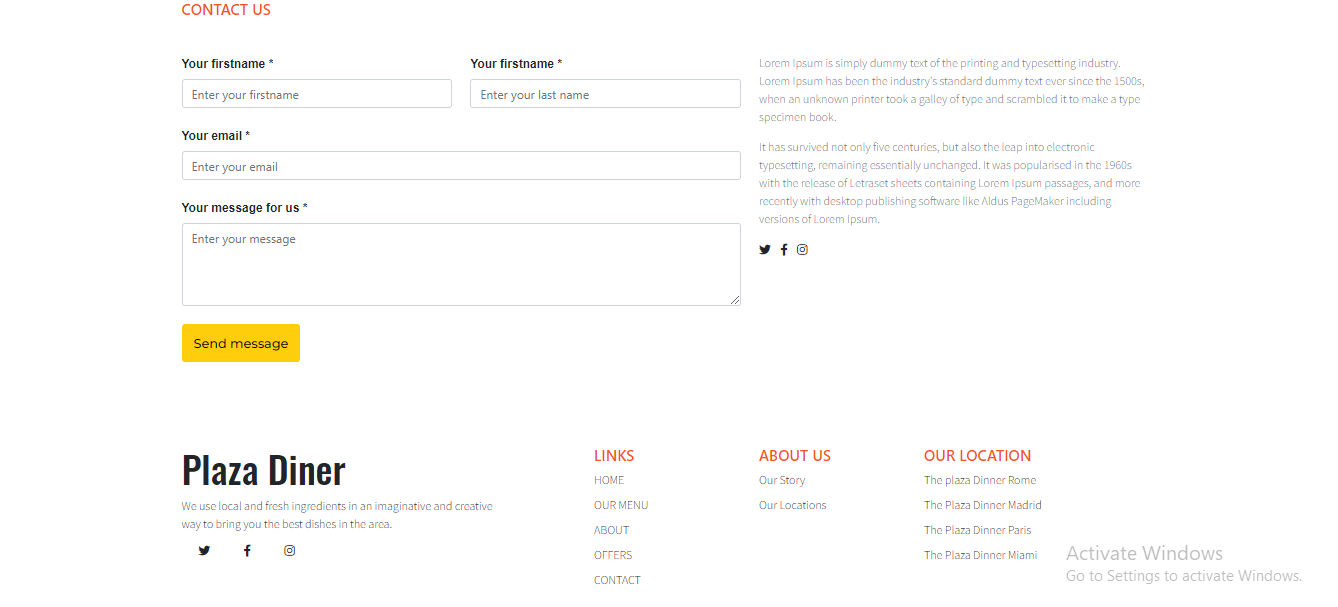 CONTACT US
Your firstname *
Enter your firstname
Your firstname *
Enter your last name
Your email *
Enter your email
Your message for us *
Enter your message
Send message
Lorem Ipsum is simply dummy text of the printing and typesetting industry.
Lorem Ipsum has been the industry's standard dummy text ever since the 1500s,
when an unknown printer took a galley of type and scrambled it to make a type
specimen book.
It has survived not only five centuries, but also the leap into electronic
typesetting, remaining essentially unchanged. It was popularised in the 1960s
with the release of Letraset sheets containing Lorem Ipsum passages, and more
recently with desktop publishing software like Aldus PageMaker including
versions of Lorem Ipsum.
Plaza Diner
We use local and fresh ingredients in an imaginative and creative
way to bring you the best dishes in the area.
LINKS
HOME
OUR MENU
ABOUT
OFFERS
CONTACT
ABOUT US
Our Story
Our Locations
OUR LOCATION
The plaza Dinner Rome
The Plaza Dinner Madrid
The Plaza Dinner Paris
The Plaza Dinner Miami
Activate Windows
Go to Settings to activate Windows.